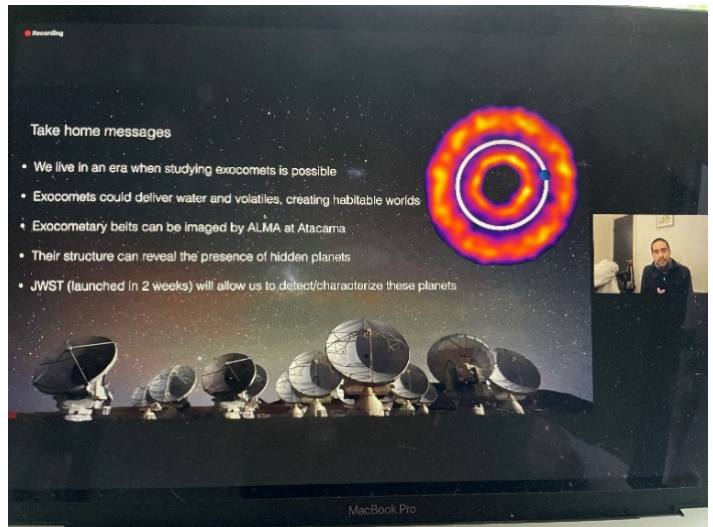 Recording
Take home messages
• We live in an era when studying exocomets is possible
• Exocomets could deliver water and volatiles, creating habitable worlds
• Exocometary belts can be imaged by ALMA at Atacama
• Their structure can reveal the presence of hidden planets
• JWST (launched in 2 weeks) will allow us to detect/characterize these planets
MacBook Pro